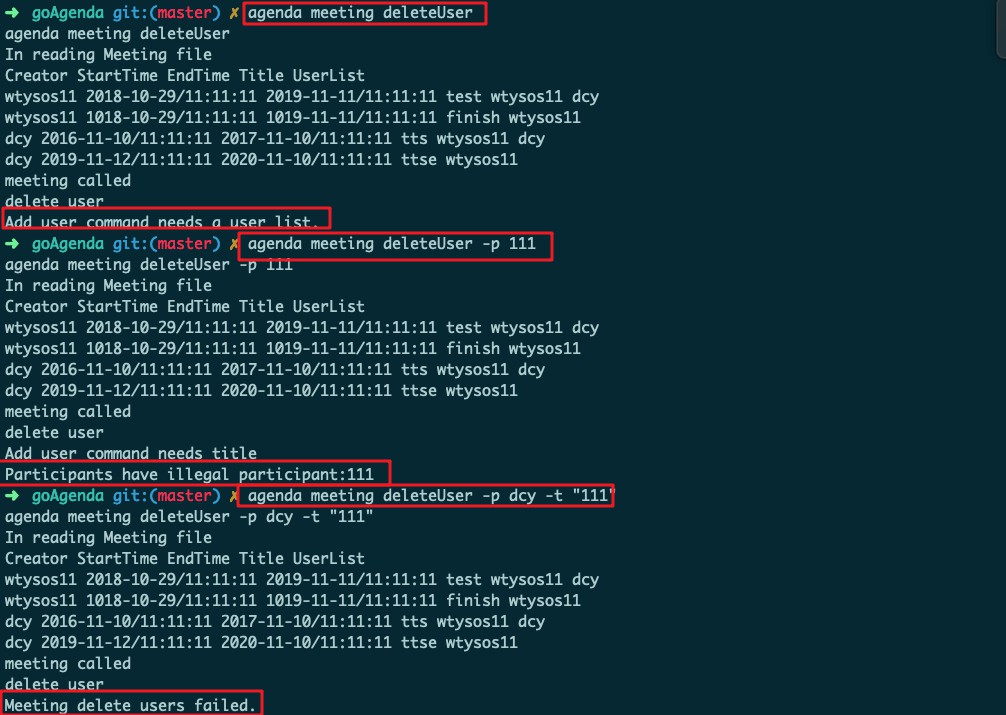 ➜ goAgenda git:(master) ✗ agenda meeting deleteUser
agenda meeting deleteUser
In reading Meeting file
Creator StartTime EndTime Title UserList
wtysos11 2018-10-29/11:11:11 2019-11-11/11:11:11 test wtysos11 dcy
wtysos11 1018-10-29/11:11:11 1019-11-11/11:11:11 finish wtysos11
dcy 2016-11-10/11:11:11 2017-11-10/11:11:11 tts wtysos11 dcy
dcy 2019-11-12/11:11:11 2020-11-10/11:11:11 ttse wtysos11
meeting called
delete user
Add user command needs a user list.
➜ goAgenda git:(master) ✗ agenda meeting deleteUser -p 111
agenda meeting deleteUser -p 111
In reading Meeting file
Creator StartTime EndTime Title UserList
wtysos11 2018-10-29/11:11:11 2019-11-11/11:11:11 test wtysos11 dcy
wtysos11 1018-10-29/11:11:11 1019-11-11/11:11:11 finish wtysos11
dcy 2016-11-10/11:11:11 2017-11-10/11:11:11 tts wtysos11 dcy
dcy 2019-11-12/11:11:11 2020-11-10/11:11:11 ttse wtysos11
meeting called
delete user
Add user command needs title
Participants have illegal participant:111
➜ goAgenda git:(master) ✗ agenda meeting deleteUser -p dcy -t "111"
agenda meeting deleteUser -p dcy -t "111"
In reading Meeting file
Creator StartTime EndTime Title UserList
wtysos11 2018-10-29/11:11:11 2019-11-11/11:11:11 test wtysos11 dcy
wtysos11 1018-10-29/11:11:11 1019-11-11/11:11:11 finish wtysos11
dcy 2016-11-10/11:11:11 2017-11-10/11:11:11 tts wtysos11 dcy
dcy 2019-11-12/11:11:11 2020-11-10/11:11:11 ttse wtysos11
meeting called
delete user
Meeting delete users failed.